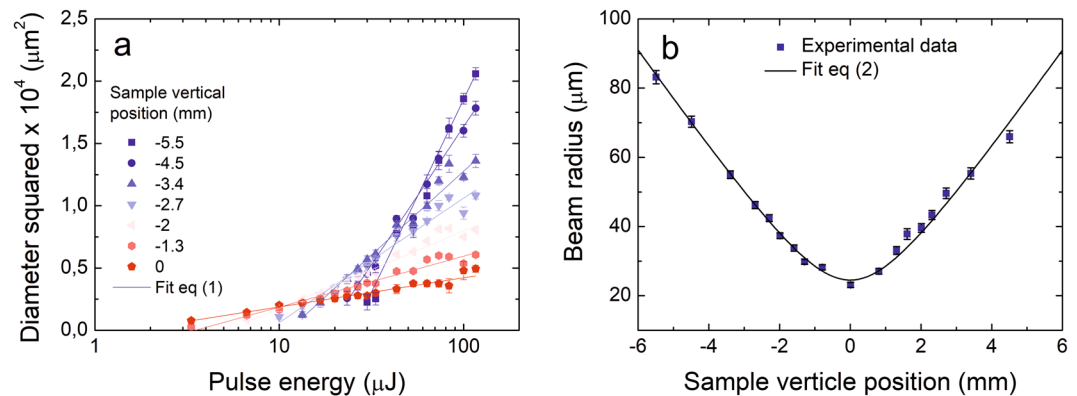 a
Diameter squared x 10⁴ (μm²)
2,5
2,0
1,5
1,0
0,5
0,0
Sample vertical
position (mm)
-5.5
-4.5
-3.4
-2.7
-2
-1.3
0
Fit eq (1)
1
10
100
Pulse energy (μJ)
b
Experimental data
Fit eq (2)
Beam radius (μm)
100
80
60
40
20
-6
-4
-2
0
2
4
6
Sample verticle position (mm)